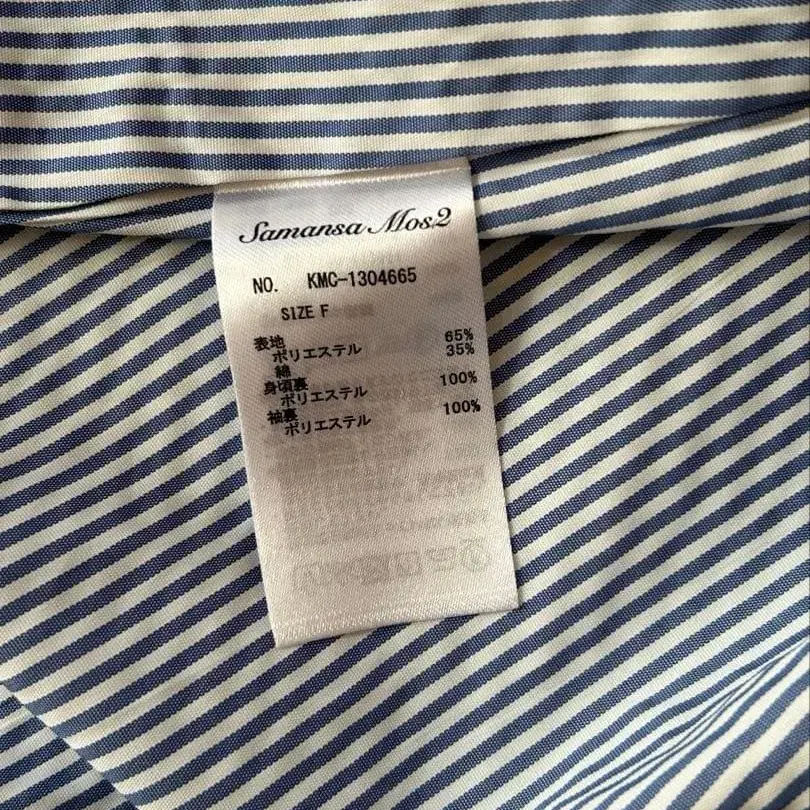 Samansa Mos2
NO. KMC-1304665
SIZE F
表地
ポリエステル 65%
綿 35%
身頃裏
ポリエステル 100%
袖裏
ポリエステル 100%